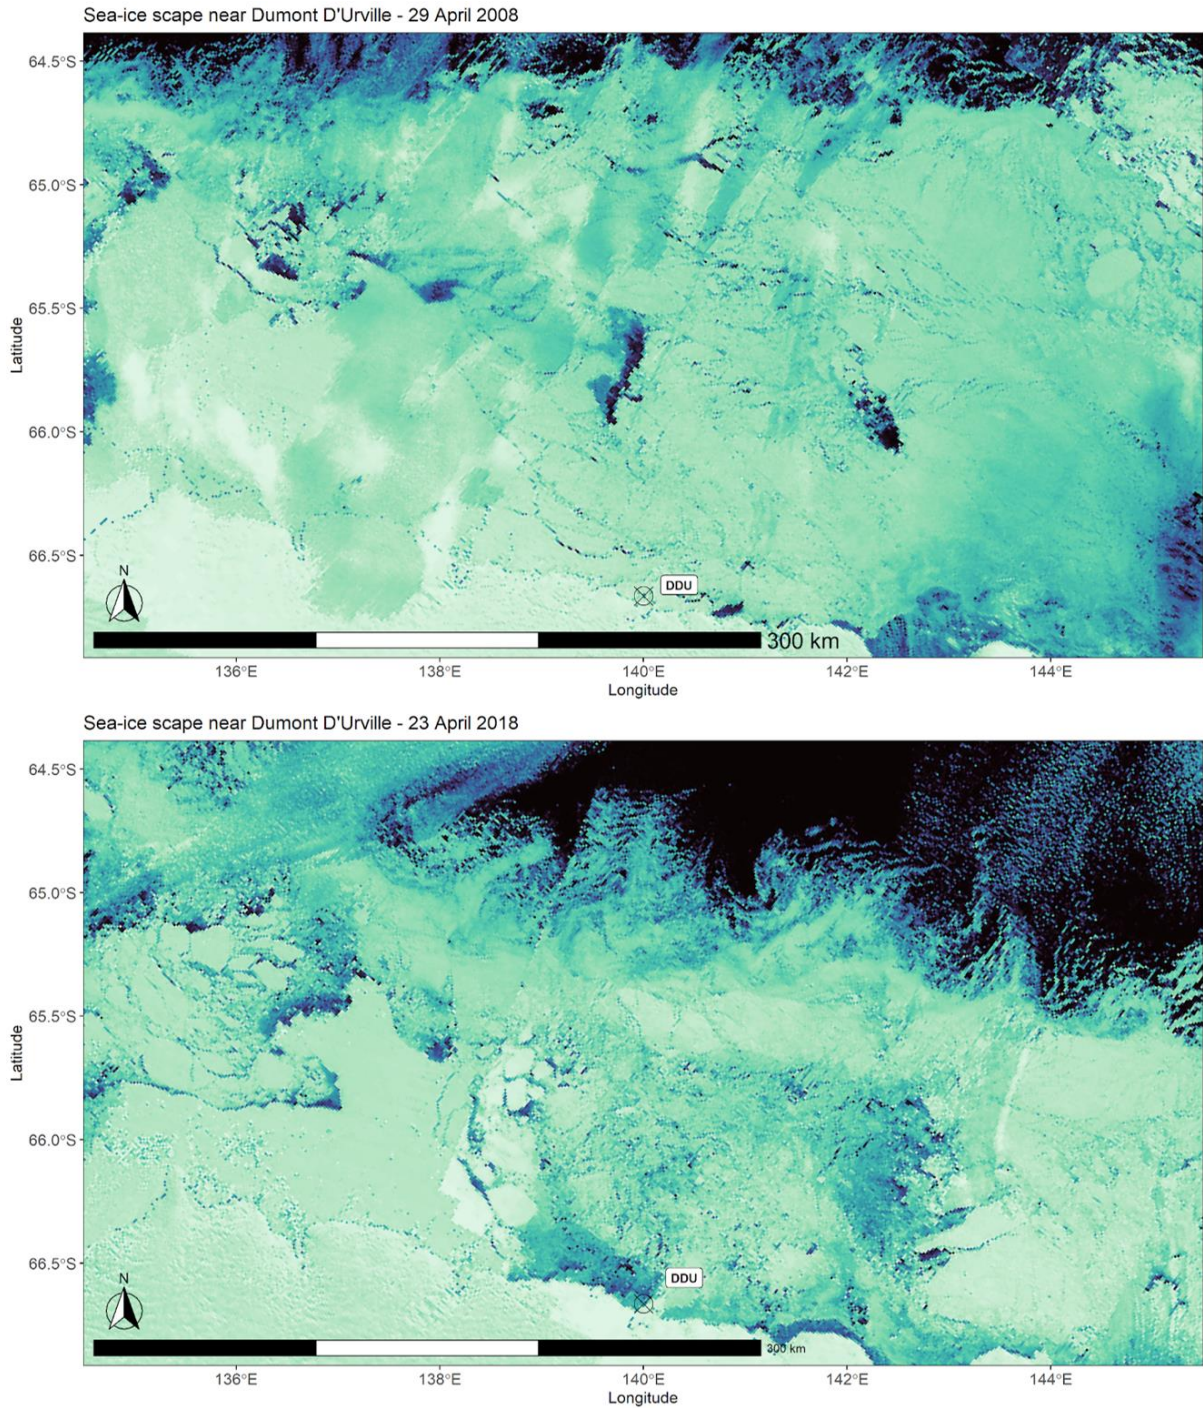 Sea-ice scape near Dumont D'Urville - 29 April 2008
64.5°S
65.0°S
65.5°S
66.0°S
66.5°S
Latitude
N
DDU
300 km
136°E
138°E
140°E
142°E
144°E
Longitude
Sea-ice scape near Dumont D'Urville - 23 April 2018
64.5°S
65.0°S
65.5°S
66.0°S
66.5°S
Latitude
N
DDU
300 km
136°E
138°E
140°E
142°E
144°E
Longitude